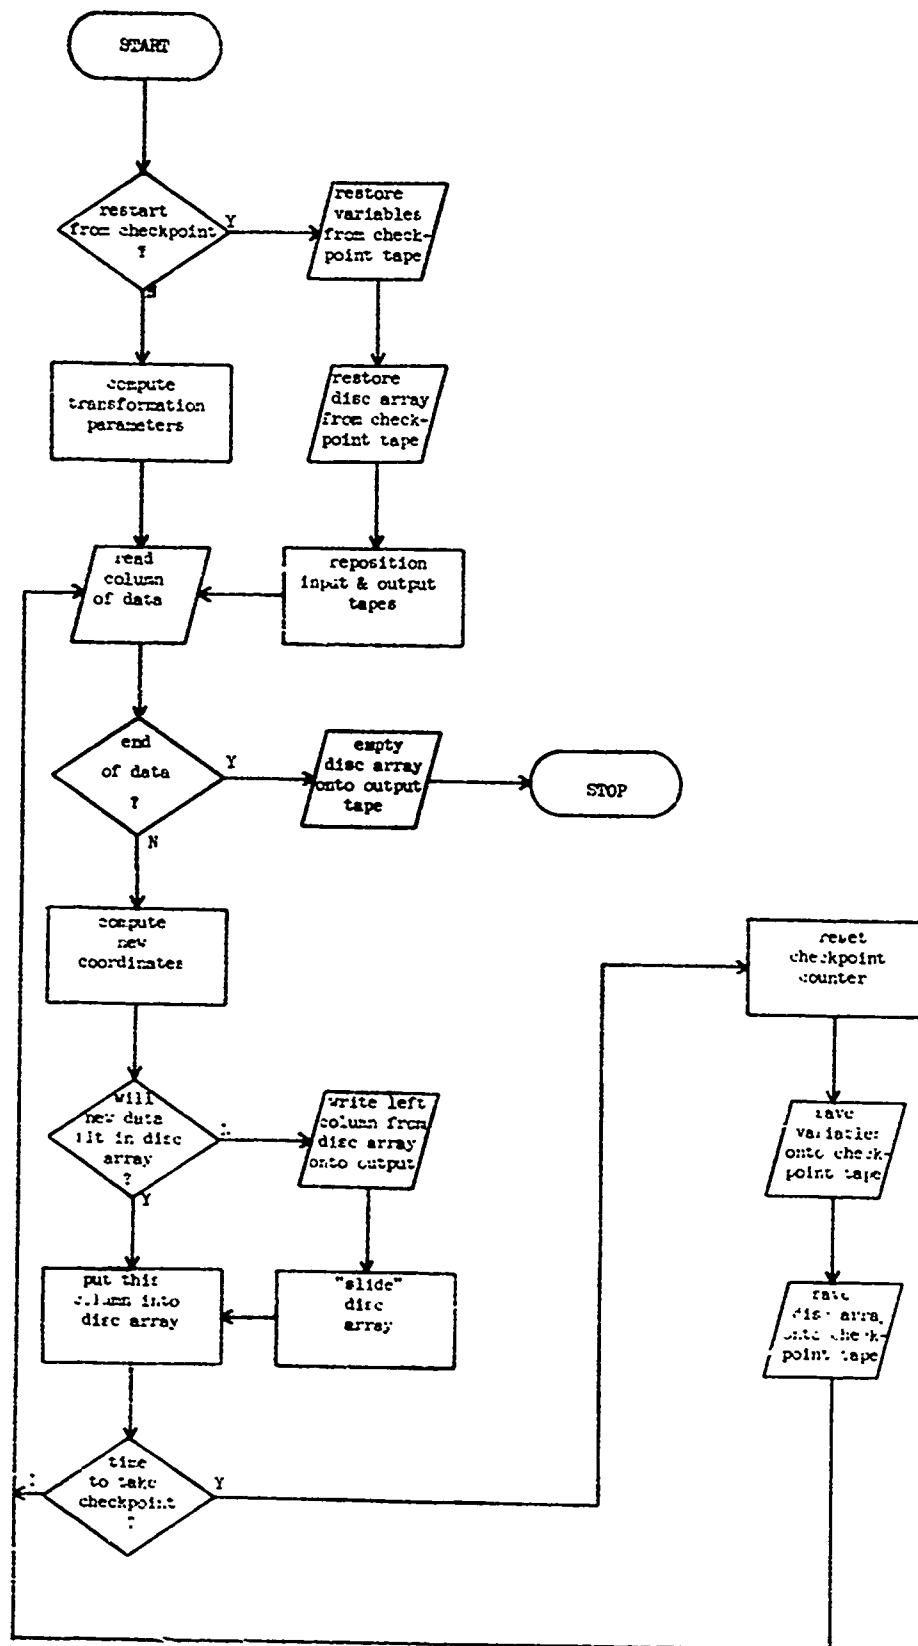 START
restart
from checkpoint
?
Y
restore
variables
from check-
point tape
compute
transformation
parameters
restore
disc array
from check-
point tape
read
column
of data
reposition
input & output
tapes
end
of data
?
Y
N
empty
disc array
onto output
tape
STOP
compute
new
coordinates
reset
checkpoint
counter
will
new data
fit in disc
array
?
Y
write left
column from
disc array
onto output
save
variables
onto check-
point tape
put this
column into
disc array
"slide"
disc
array
save
disc array
onto check-
point tape
time
to take
checkpoint
?
Y